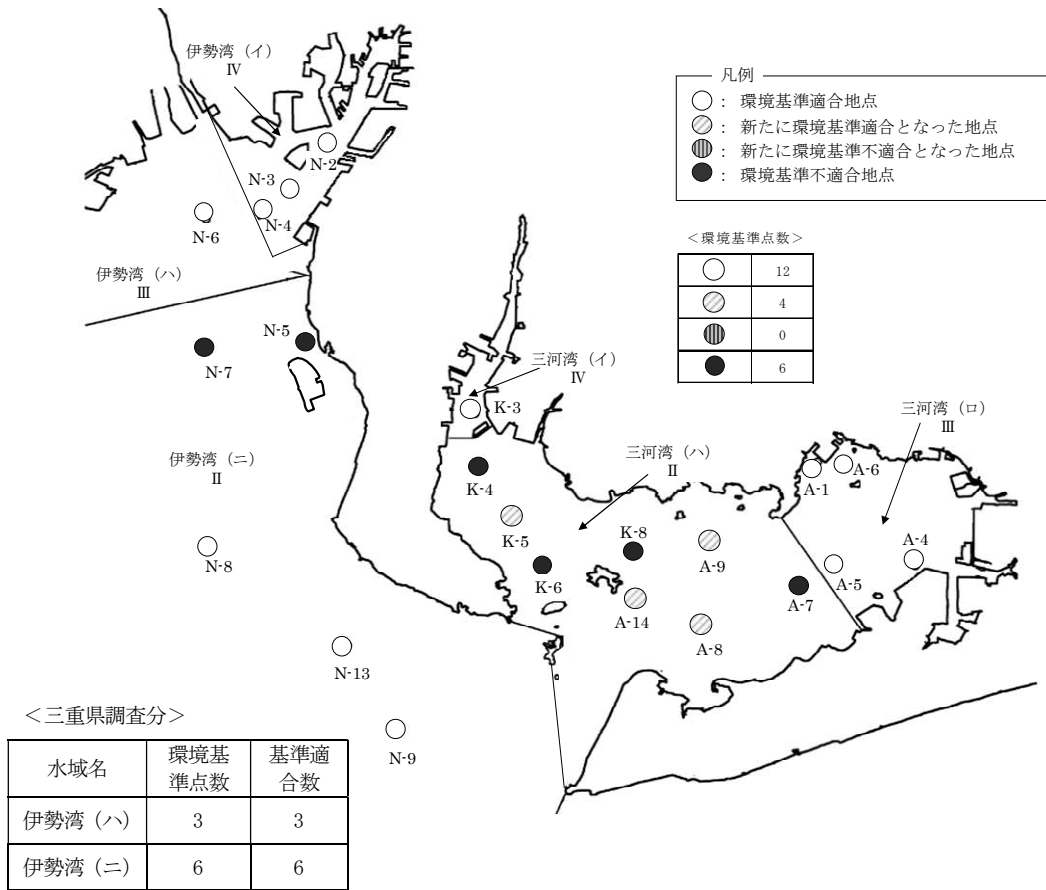 伊勢湾（イ）
Ⅳ
N-2
N-3
N-4
N-6
伊勢湾（ハ）
Ⅲ
N-5
N-7
伊勢湾（ニ）
Ⅱ
N-8
N-13
N-9
三河湾（イ）
Ⅳ
K-3
K-4
K-5
K-6
三河湾（ハ）
Ⅱ
K-8
A-14
A-9
A-8
A-7
三河湾（ロ）
Ⅲ
A-1
A-6
A-5
A-4
凡例
： 環境基準適合地点
： 新たに環境基準適合となった地点
： 新たに環境基準不適合となった地点
： 環境基準不適合地点
＜環境基準点数＞
12
4
0
6
＜三重県調査分＞
水域名 環境基準点数 基準適合数
伊勢湾（ハ） 3 3
伊勢湾（ニ） 6 6